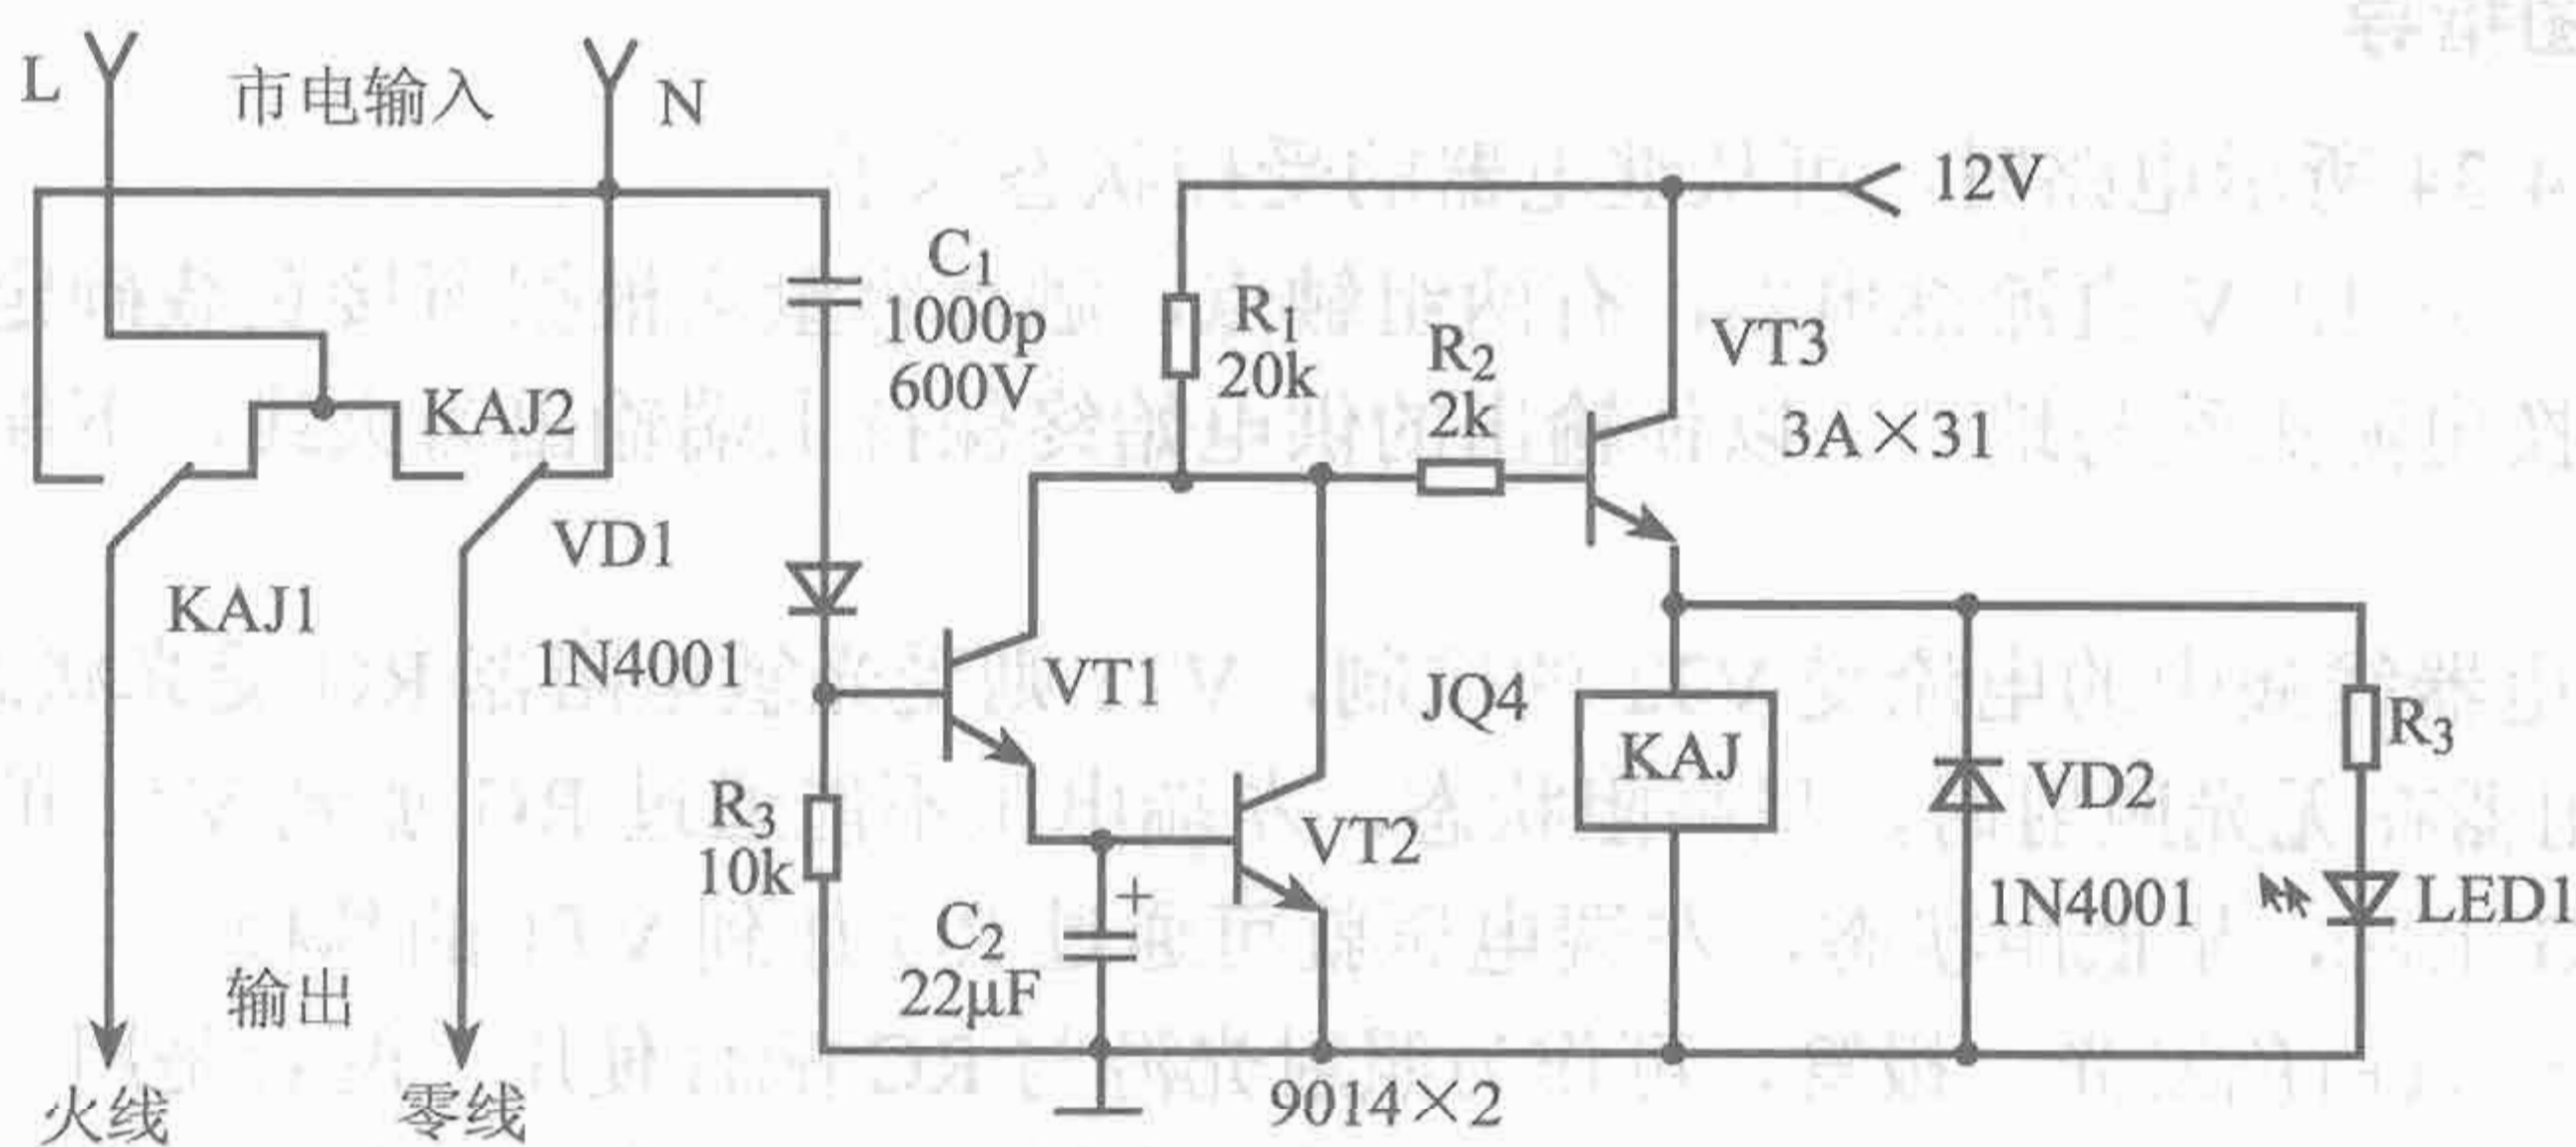 L
市电输入
N
12V
C₁
1000p
600V
R₁
20k
R₂
2k
VT3
3A×31
KAJ2
VD1
KAJ1
1N4001
VT1
JQ4
KAJ
R₃
VD2
R₃
10k
VT2
1N4001
LED1
C₂
+
22μF
输出
火线
零线
9014×2